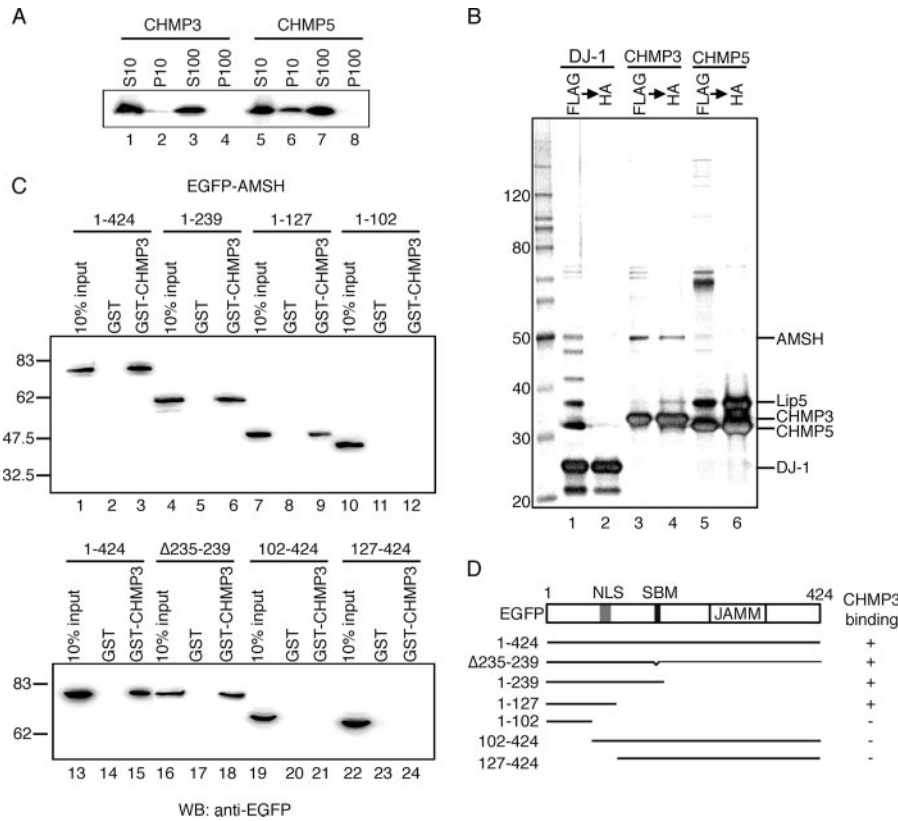 A
CHMP3 CHMP5
S10 P10 S100 P100 S10 P10 S100 P100
1 2 3 4 5 6 7 8
B
DJ-1 CHMP3 CHMP5
FLAG HA FLAG HA FLAG HA
120
80
50
40
30
20
AMSH
Lip5
CHMP3
CHMP5
DJ-1
1 2 3 4 5 6
C
EGFP-AMSH
1-424 1-239 1-127 1-102
10% input GST GST-CHMP3 10% input GST GST-CHMP3 10% input GST GST-CHMP3 10% input GST GST-CHMP3
83
62
47.5
32.5
1 2 3 4 5 6 7 8 9 10 11 12
1-424 Δ235-239 102-424 127-424
10% input GST GST-CHMP3 10% input GST GST-CHMP3 10% input GST GST-CHMP3 10% input GST GST-CHMP3
83
62
13 14 15 16 17 18 19 20 21 22 23 24
WB: anti-EGFP
D
1 NLS SBM 424 CHMP3
EGFP JAMM binding
1-424 +
Δ235-239 +
1-239 +
1-127 +
1-102 -
102-424 -
127-424 -